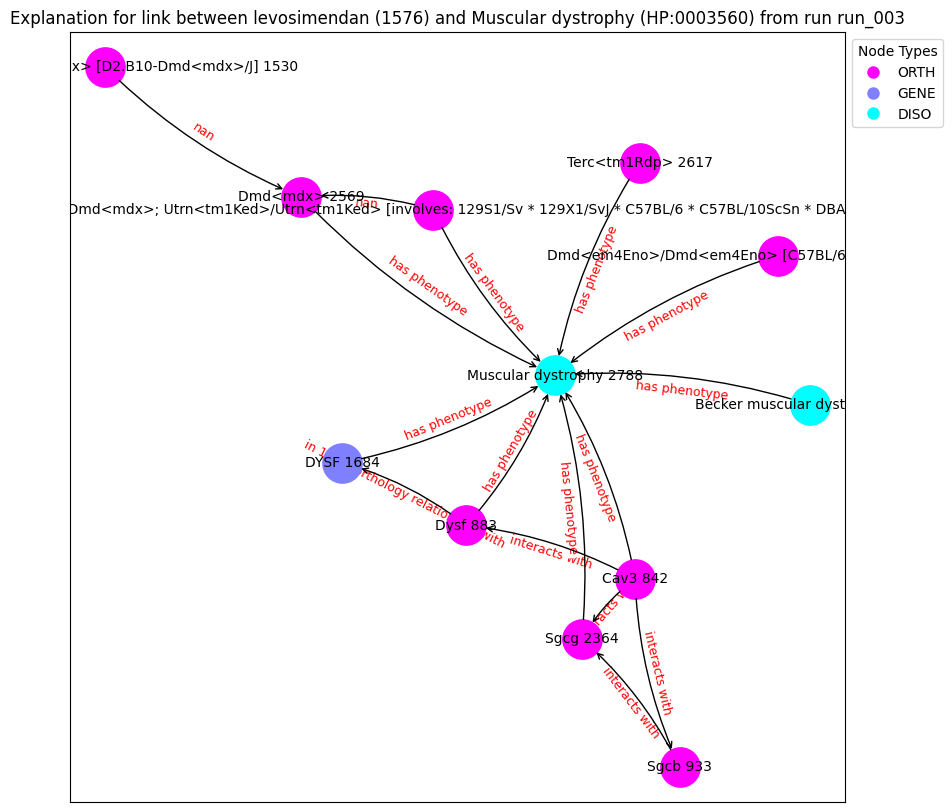 Explanation for link between levosimendan (1576) and Muscular dystrophy (HP:0003560) from run run_003
Node Types
ORTH
GENE
DISO
x> [D2.B10-Dmd<mdx>/J] 1530
nan
Terc<tm1Rdp> 2617
Dmd<mdx> 2569
nan
Dmd<mdx>; Utrn<tm1Ked>/Utrn<tm1Ked> [involves: 129S1/Sv * 129X1/SvJ * C57BL/6 * C57BL/10ScSn * DBA
has phenotype
has phenotype
has phenotype
Dmd<em4Eno>/Dmd<em4Eno> [C57BL/6
has phenotype
Muscular dystrophy 2788
has phenotype
Becker muscular dyst
has phenotype
DYSF 1684
has phenotype
has phenotype
has phenotype
in 1 rthology relation with
Dysf 883
interacts with
Cav3 842
Sgcg 2364
interacts with
interacts with
Sgcb 933